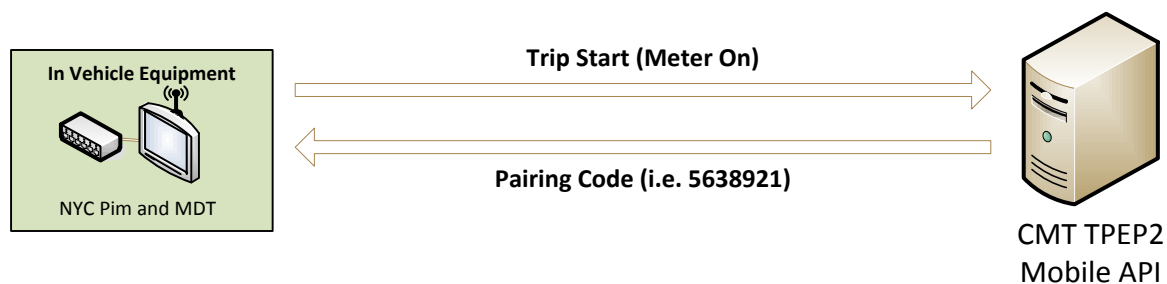 In Vehicle Equipment
NYC Pim and MDT
Trip Start (Meter On)
Pairing Code (i.e. 5638921)
CMT TPEP2
Mobile API